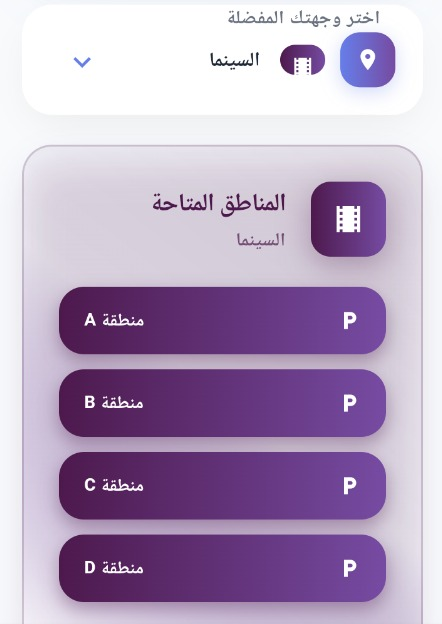 اختر وجهتك المفضلة
السينما
المناطق المتاحة
السينما
P منطقة A
P منطقة B
P منطقة C
P منطقة D